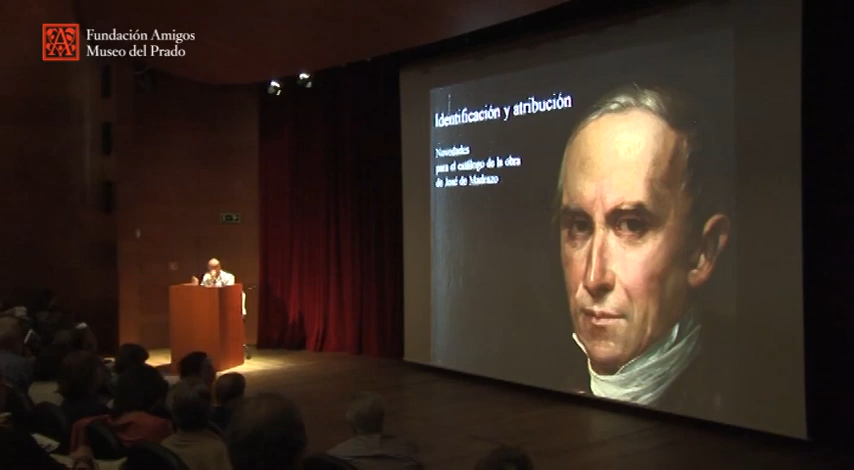 Fundación Amigos
Museo del Prado
Identificación y atribución
Novedades
para el catálogo de la obra
de José de Madrazo